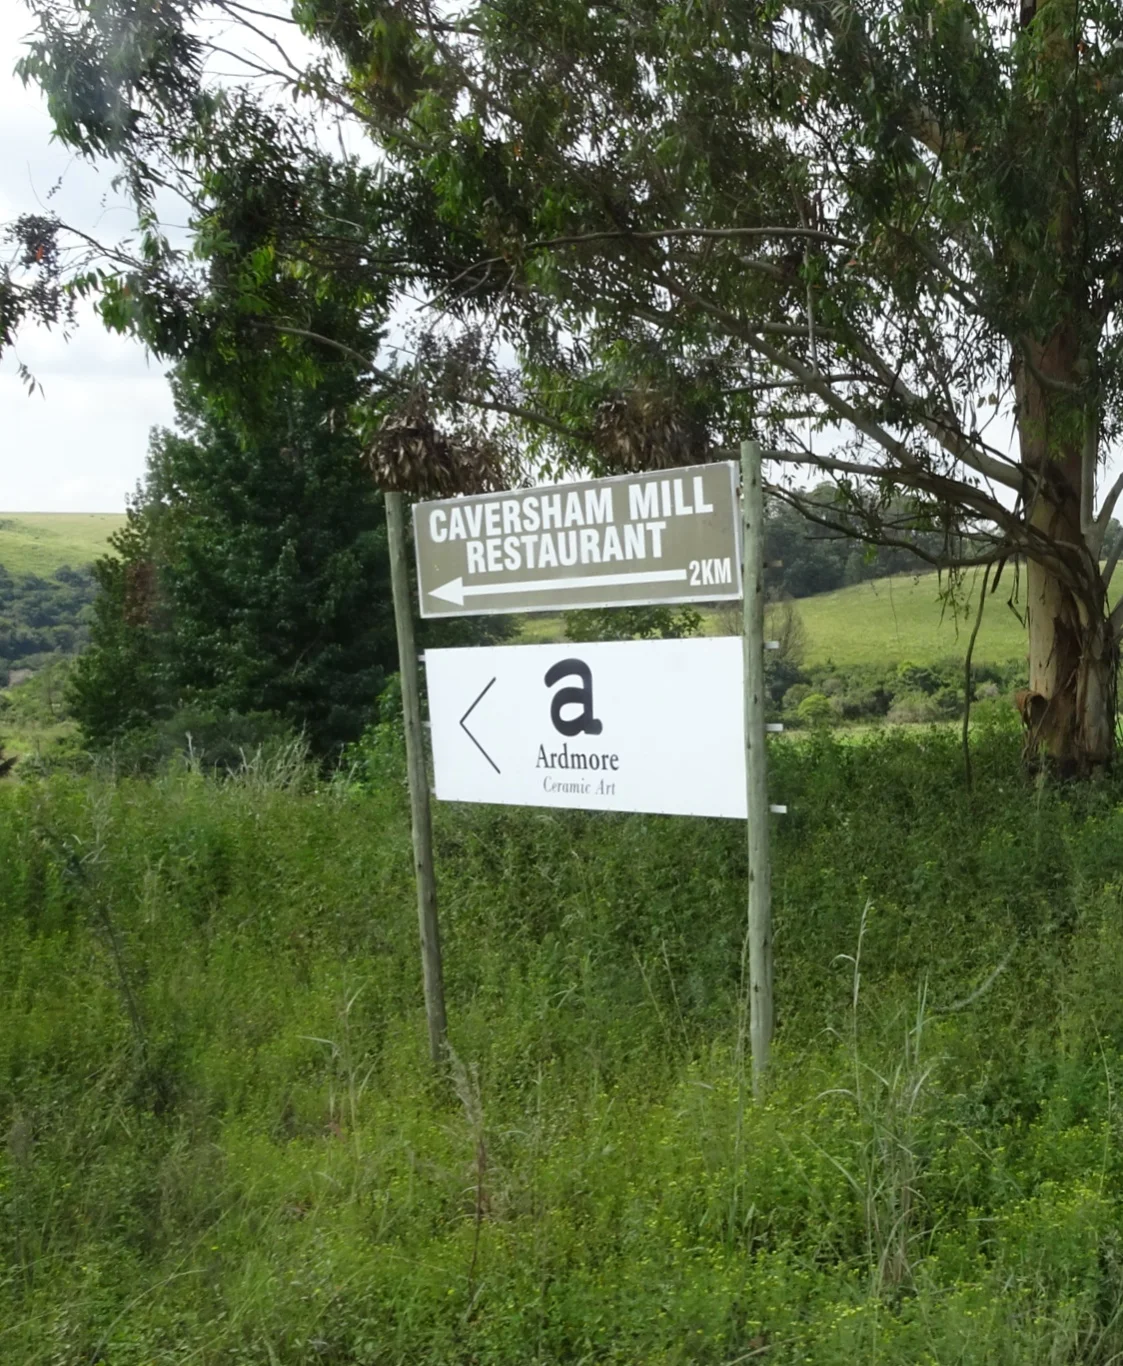 CAVERSHAM MILL
RESTAURANT
2KM
a
Ardmore
Ceramic Art